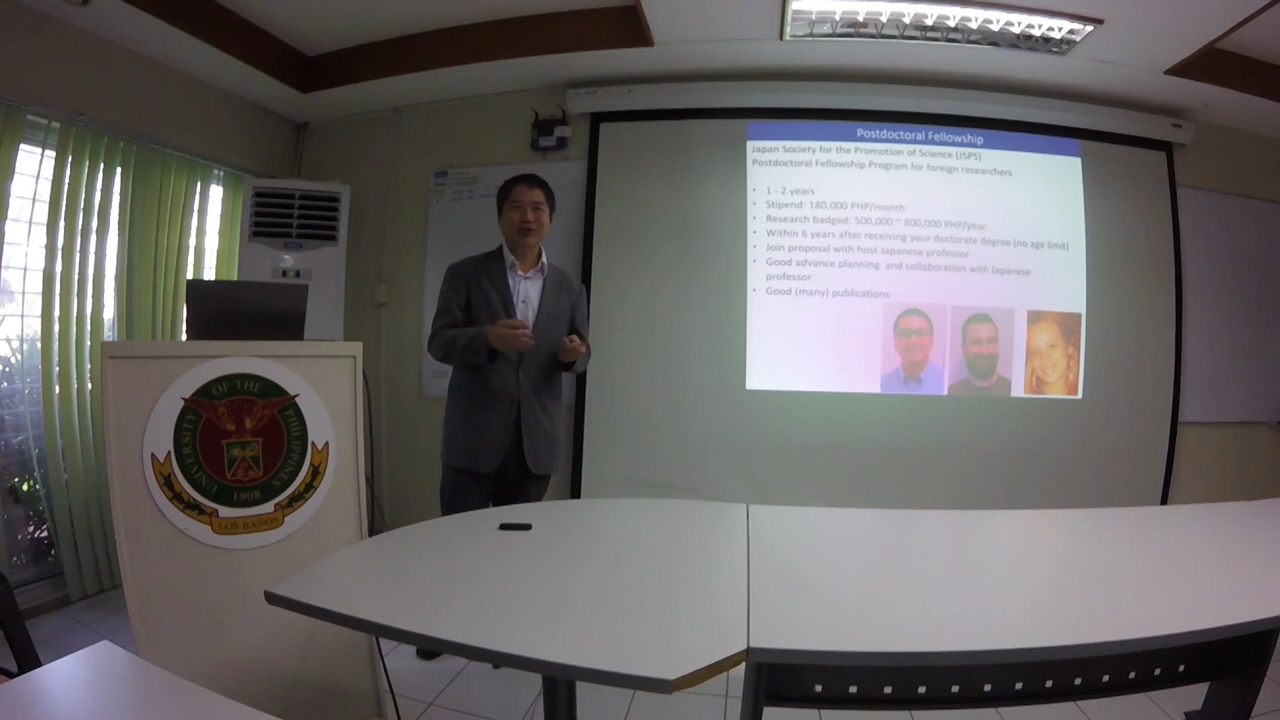 Postdoctoral Fellowship
Japan Society for the Promotion of Science (JSPS)
Postdoctoral Fellowship Program for foreign researchers
• 1 - 2 years
• Stipend: 180,000 PHP/month
• Research badged: 500,000 ~ 800,000 PHP/year
• Within 6 years after receiving your doctorate degree (no age limit)
• Join proposal with host Japanese professor
• Good advance planning and collaboration with Japanese
professor
• Good (many) publications
UNIVERSITY OF THE PHILIPPINES
1908
LOS BAÑOS